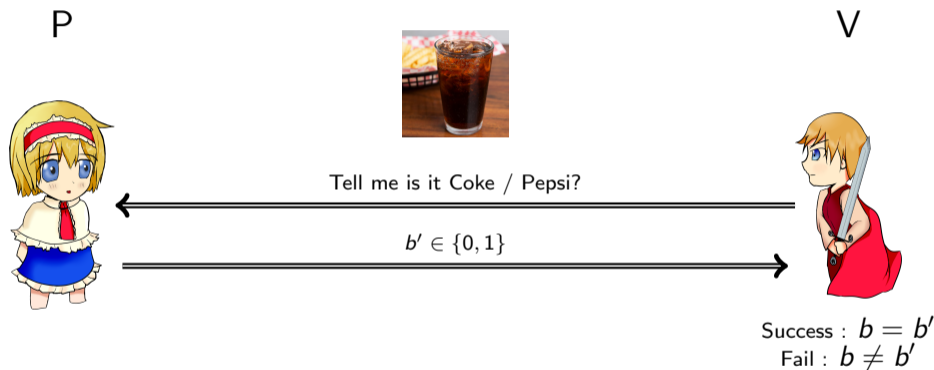 P
V
Tell me is it Coke / Pepsi?
b′ ∈ {0, 1}
Success : b = b′
Fail : b ≠ b′